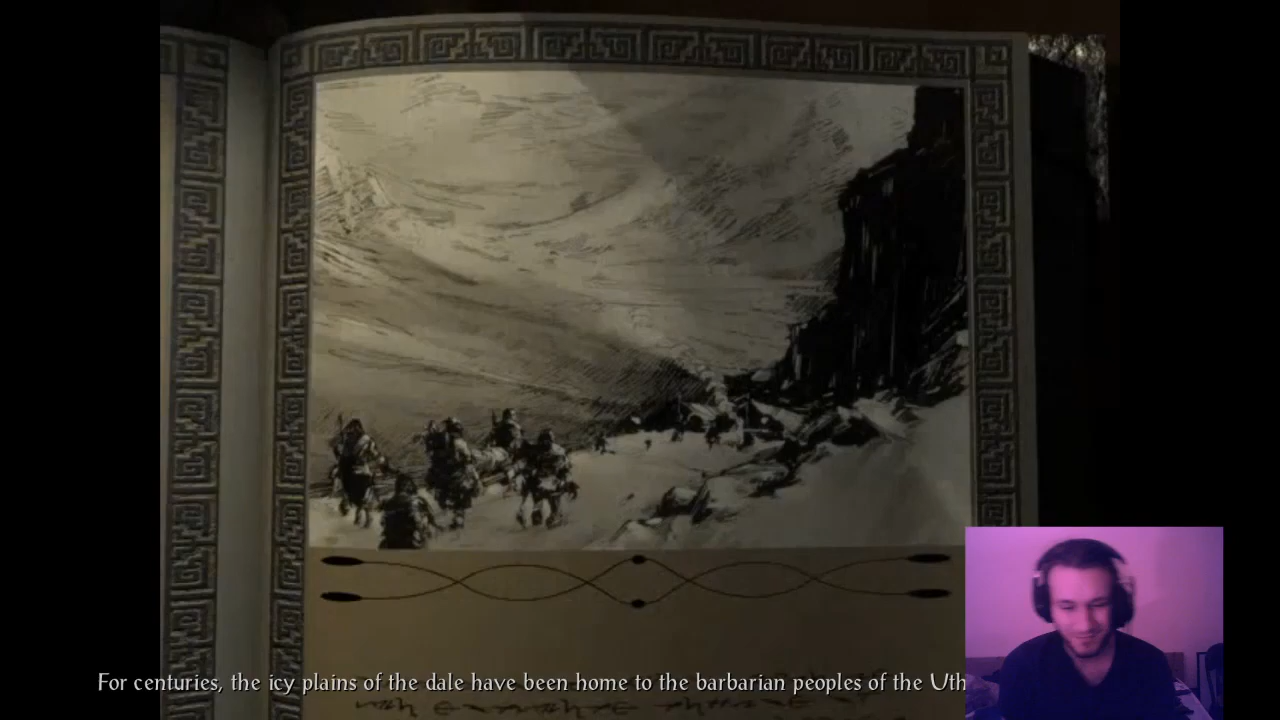 For centuries, the icy plains of the dale have been home to the barbarian peoples of the Uth